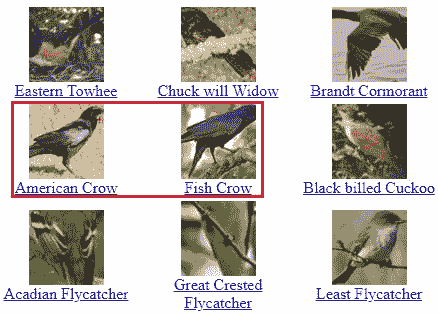 Eastern Towhee
Chuck will Widow
Brandt Cormorant
American Crow
Fish Crow
Black billed Cuckoo
Acadian Flycatcher
Great Crested
Flycatcher
Least Flycatcher